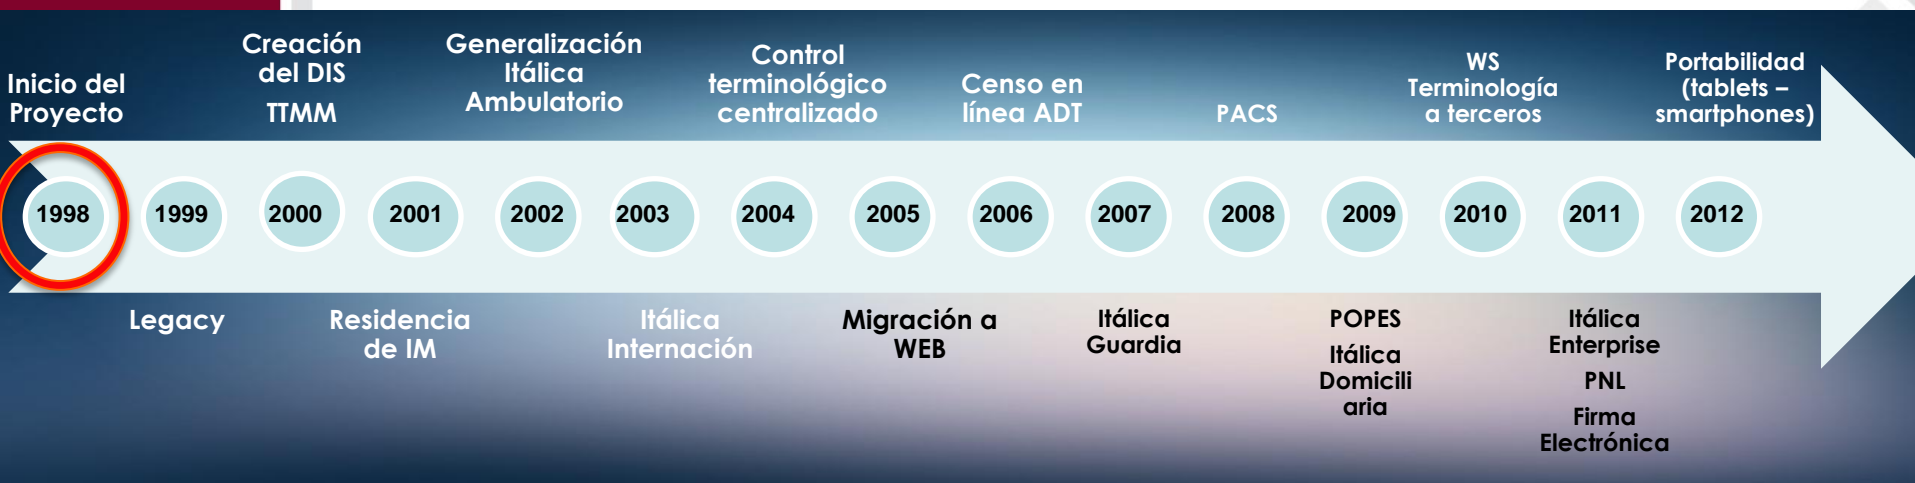 Inicio del
Proyecto
Creación
del DIS
TTMM
Generalización
Itálica
Ambulatorio
Control
terminológico
centralizado
Censo en
línea ADT
PACS
WS
Terminología
a terceros
Portabilidad
(tablets –
smartphones)
1998
1999
2000
2001
2002
2003
2004
2005
2006
2007
2008
2009
2010
2011
2012
Legacy
Residencia
de IM
Itálica
Internación
Migración a
WEB
Itálica
Guardia
POPES
Itálica
Domicili
aria
Itálica
Enterprise
PNL
Firma
Electrónica